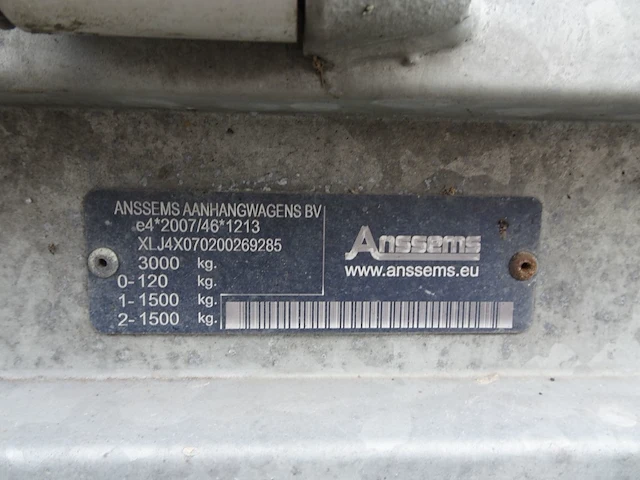 ANSSEMS AANHANGWAGENS BV
e4*2007/46*1213
XLJ4X070200269285
3000 kg.
0-120 kg.
1-1500 kg.
2-1500 kg.
Anssems
www.anssems.eu